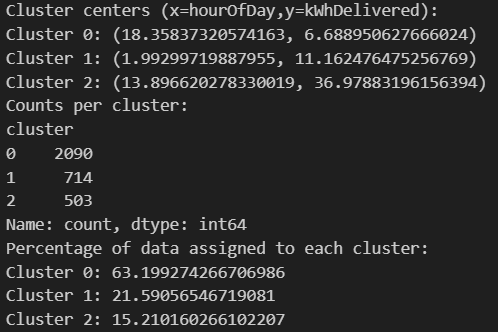 Cluster centers (x=hourOfDay,y=kWhDelivered):
Cluster 0: (18.35837320574163, 6.688950627666024)
Cluster 1: (1.99299719887955, 11.162476475256769)
Cluster 2: (13.896620278330019, 36.97883196156394)
Counts per cluster:
cluster
0    2090
1     714
2     503
Name: count, dtype: int64
Percentage of data assigned to each cluster:
Cluster 0: 63.199274266706986
Cluster 1: 21.59056546719081
Cluster 2: 15.210160266102207